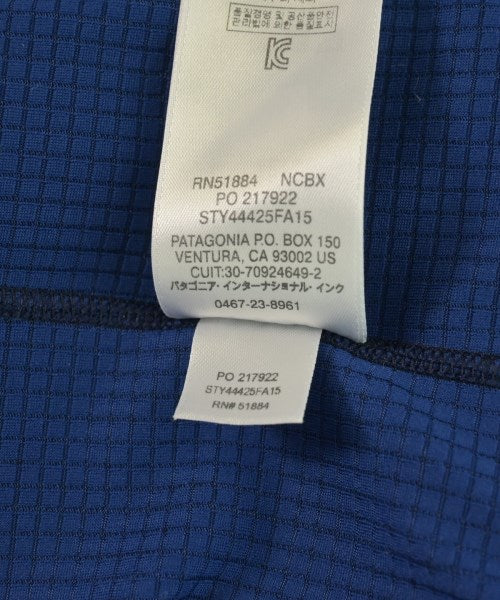 RN51884 NCBX
PO 217922
STY44425FA15
PATAGONIA P.O. BOX 150
VENTURA, CA 93002 US
CUIT:30-70924649-2
パタゴニア・インターナショナル・インク
0467-23-8961
PO 217922
STY44425FA15
RN# 51884